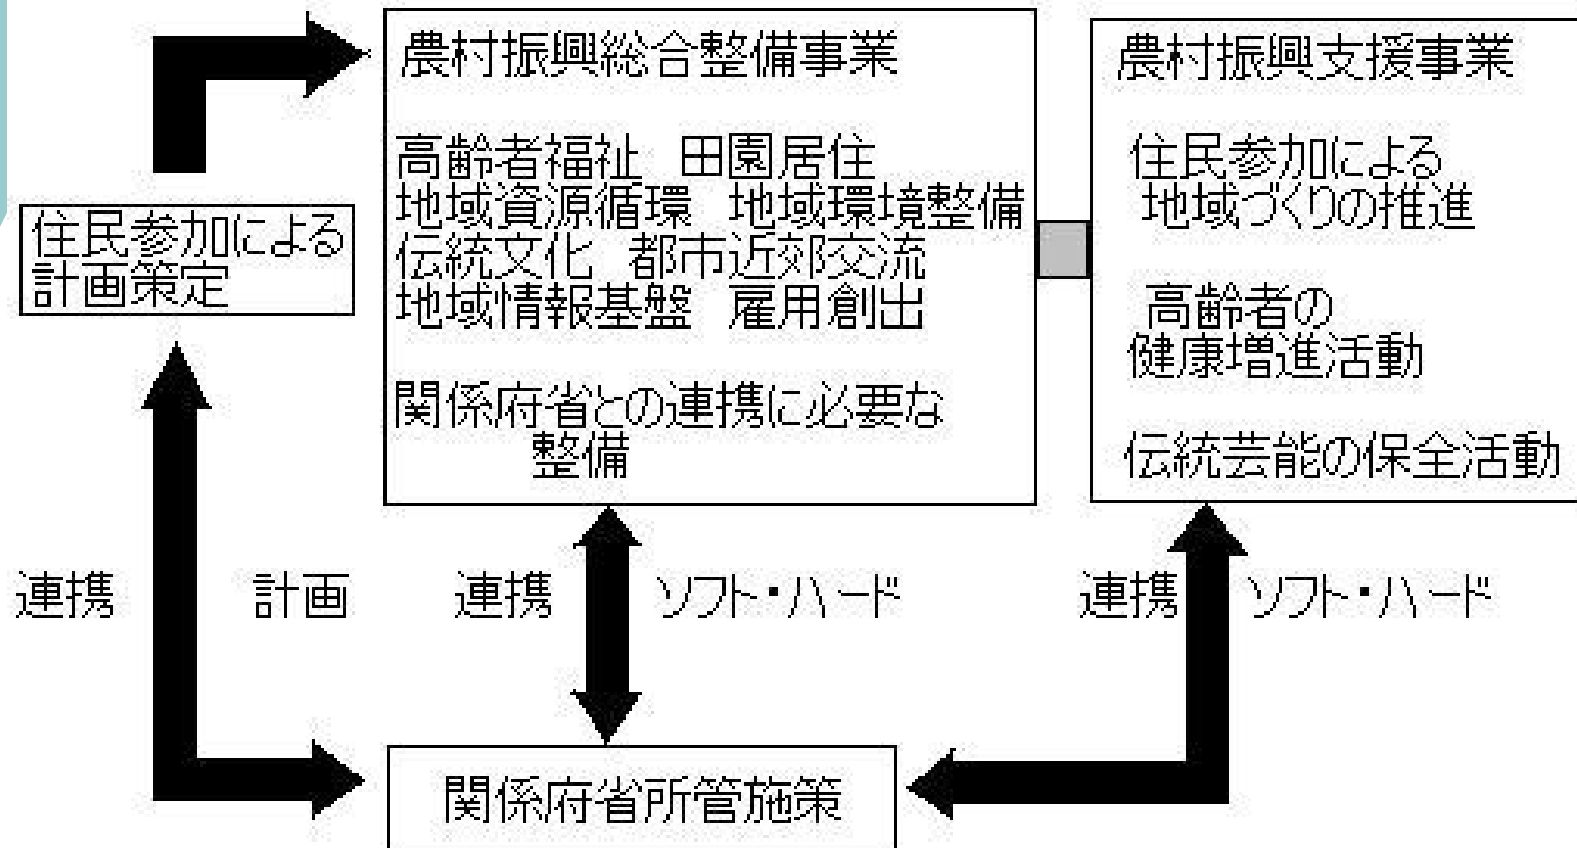 農村振興総合整備事業
高齢者福祉　田園居住
地域資源循環　地域環境整備
伝統文化　都市近郊交流
地域情報基盤　雇用創出
関係府省との連携に必要な
整備
農村振興支援事業
住民参加による
地域づくりの推進
高齢者の
健康増進活動
伝統芸能の保全活動
住民参加による
計画策定
連携　計画
連携　ソフト・ハード
連携　ソフト・ハード
関係府省所管施策